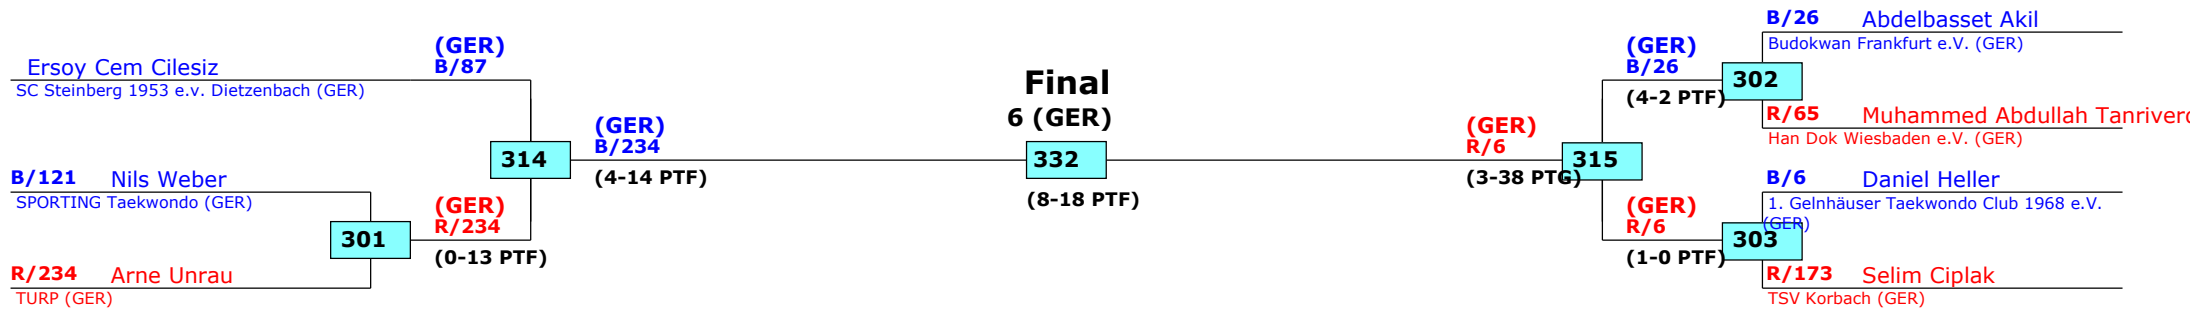 (GER)
B/87
Ersoy Cem Cilesiz
SC Steinberg 1953 e.v. Dietzenbach (GER)
B/121 Nils Weber
SPORTING Taekwondo (GER)
301
R/234 Arne Unrau
TURP (GER)
(GER)
R/234
(0-13 PTF)
314
(GER)
B/234
(4-14 PTF)
Final
6 (GER)
332
(8-18 PTF)
(GER)
R/6
(3-38 PTG)
315
(GER)
B/26
(4-2 PTF)
302
B/26 Abdelbasset Akil
Budokwan Frankfurt e.V. (GER)
R/65 Muhammed Abdullah
Han Dok Wiesbaden e.V. (GER)
(GER)
R/6
(1-0 PTF)
303
B/6 Daniel Heller
1. Gelnhäuser Taekwondo Club 1968 e.V.
(GER)
R/173 Selim Ciplak
TSV Korbach (GER)